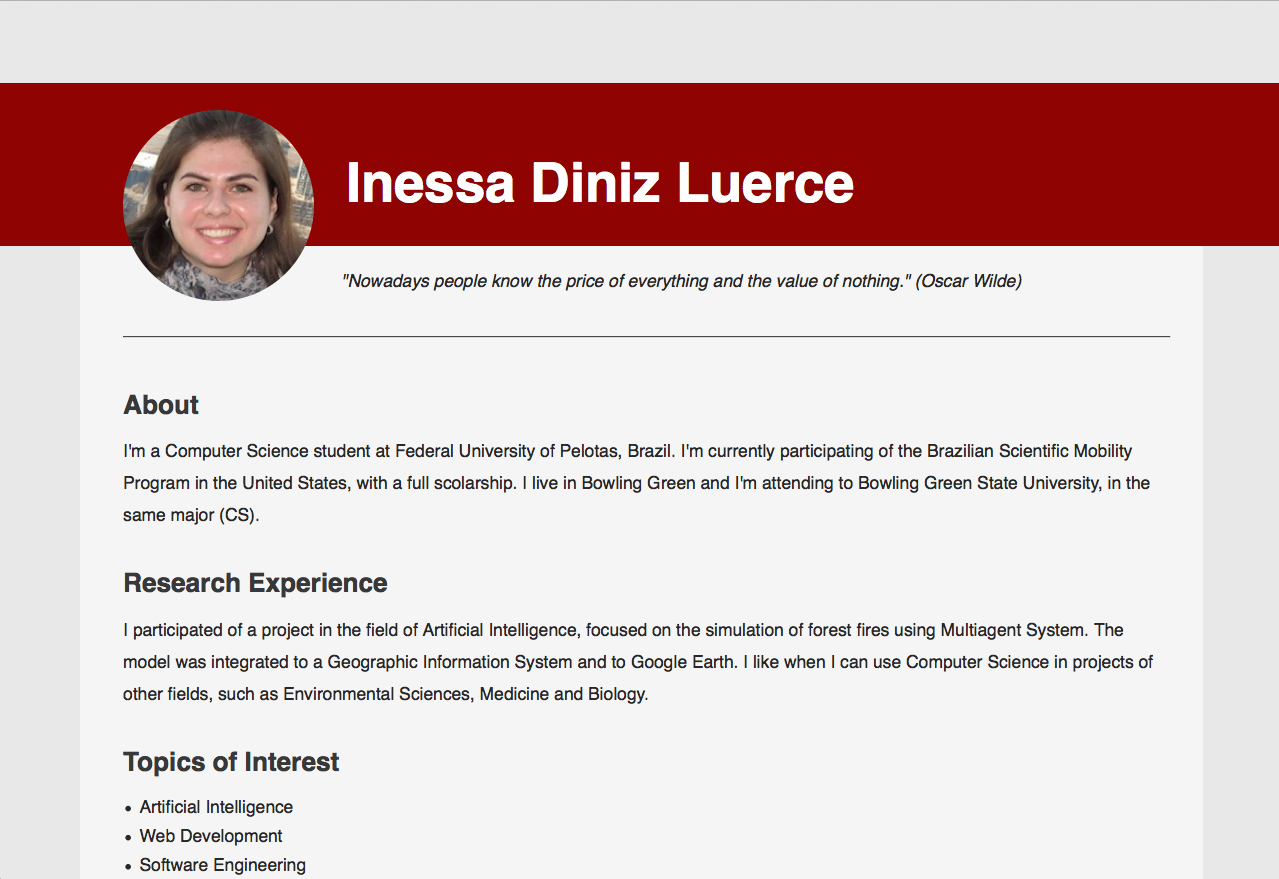 Inessa Diniz Luerce
"Nowadays people know the price of everything and the value of nothing." (Oscar Wilde)
About
I'm a Computer Science student at Federal University of Pelotas, Brazil. I'm currently participating of the Brazilian Scientific Mobility
Program in the United States, with a full scolarship. I live in Bowling Green and I'm attending to Bowling Green State University, in the
same major (CS).
Research Experience
I participated of a project in the field of Artificial Intelligence, focused on the simulation of forest fires using Multiagent System. The
model was integrated to a Geographic Information System and to Google Earth. I like when I can use Computer Science in projects of
other fields, such as Environmental Sciences, Medicine and Biology.
Topics of Interest
• Artificial Intelligence
• Web Development
• Software Engineering